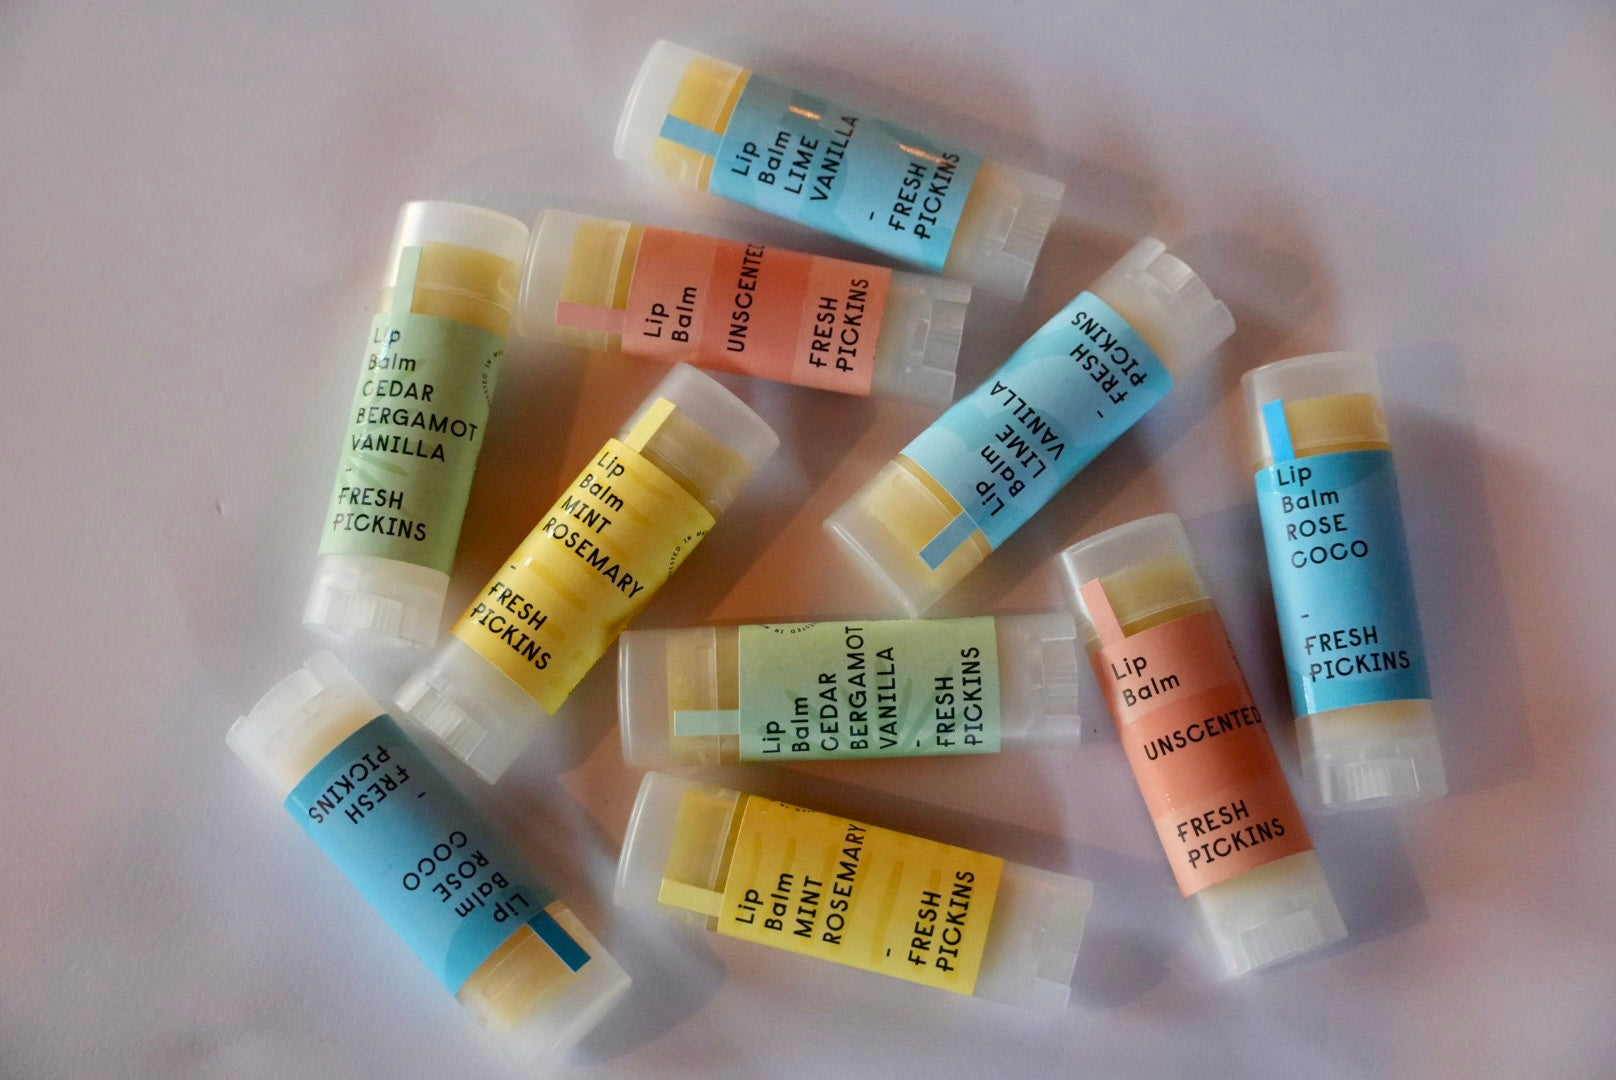 Lip
Balm
LIME
VANILLA
-
FRESH
PICKINS
Lip
Balm
UNSCENTED
FRESH
PICKINS
Lip
Balm
CEDAR
BERGAMOT
VANILLA
-
FRESH
PICKINS
Lip
Balm
LIME
VANILLA
-
FRESH
PICKINS
Lip
Balm
ROSE
COCO
-
FRESH
PICKINS
Lip
Balm
MINT
ROSEMARY
-
FRESH
PICKINS
Lip
Balm
UNSCENTED
FRESH
PICKINS
Lip
Balm
CEDAR
BERGAMOT
VANILLA
-
FRESH
PICKINS
Lip
Balm
ROSE
COCO
-
FRESH
PICKINS
Lip
Balm
MINT
ROSEMARY
-
FRESH
PICKINS